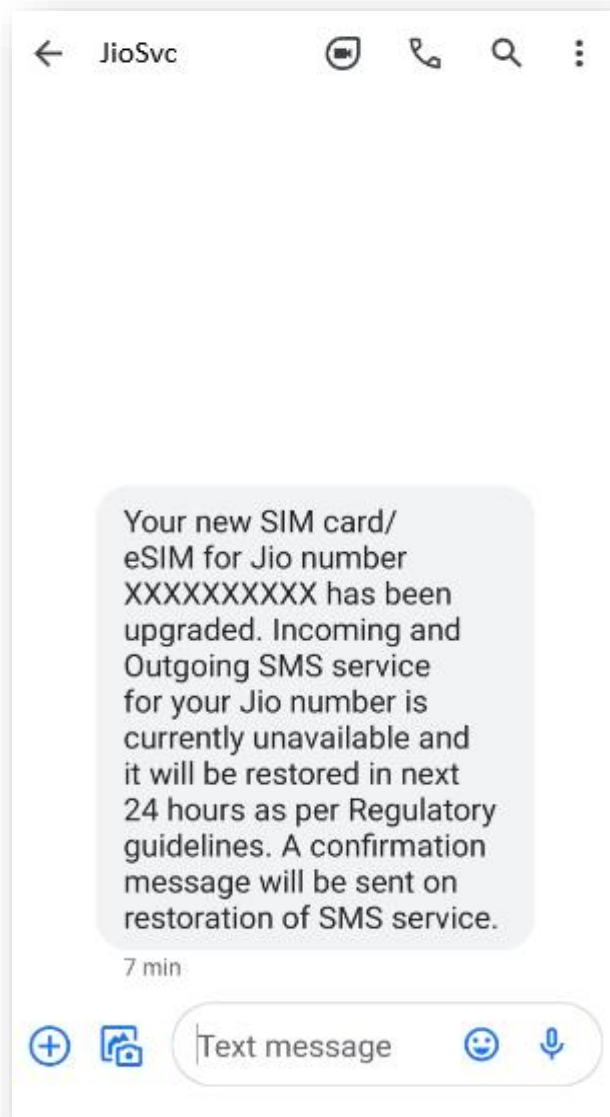 JioSvc
Your new SIM card/
eSIM for Jio number
XXXXXXXXXX has been
upgraded. Incoming and
Outgoing SMS service
for your Jio number is
currently unavailable and
it will be restored in next
24 hours as per Regulatory
guidelines. A confirmation
message will be sent on
restoration of SMS service.
7 min
Text message